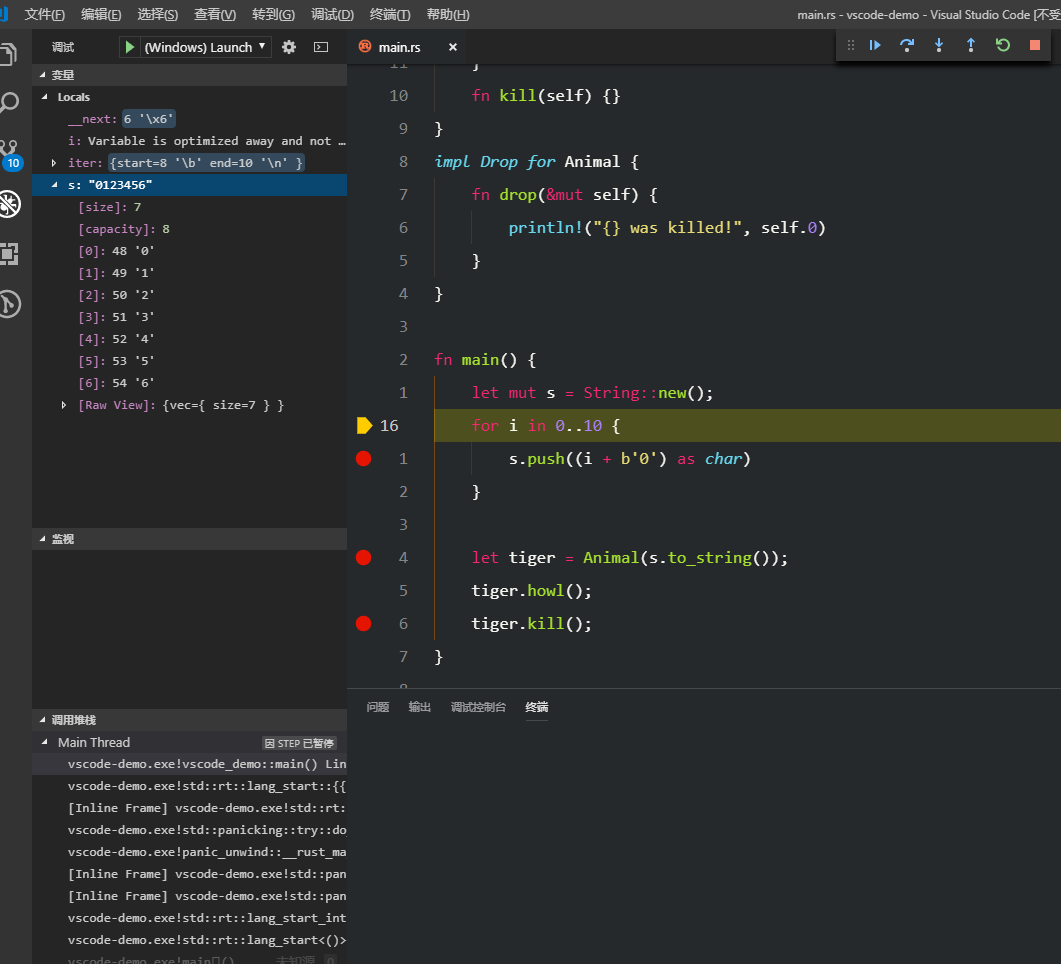 文件(F) 编辑(E) 选择(S) 查看(V) 转到(G) 调试(D) 终端(T) 帮助(H) main.rs - vscode-demo - Visual Studio Code [不受
调试 (Windows) Launch
变量
Locals
__next: 6 '\x6'
i: Variable is optimized away and not …
iter: {start=8 '\b' end=10 '\n' }
s: "0123456"
[size]: 7
[capacity]: 8
[0]: 48 '0'
[1]: 49 '1'
[2]: 50 '2'
[3]: 51 '3'
[4]: 52 '4'
[5]: 53 '5'
[6]: 54 '6'
[Raw View]: {vec={ size=7 } }
10
监视
调用堆栈
Main Thread 因 STEP 已暂停
vscode-demo.exe!vscode_demo::main() Lin
vscode-demo.exe!std::rt::lang_start::{{
[Inline Frame] vscode-demo.exe!std::rt:
vscode-demo.exe!std::panicking::try::do
vscode-demo.exe!panic_unwind::__rust_ma
[Inline Frame] vscode-demo.exe!std::pan
[Inline Frame] vscode-demo.exe!std::pan
vscode-demo.exe!std::rt::lang_start_int
vscode-demo.exe!std::rt::lang_start<()>
vscode-demo.exe!main▯() 未知源 0
main.rs
11 }
10 fn kill(self) {}
9 }
8 impl Drop for Animal {
7 fn drop(&mut self) {
6 println!("{} was killed!", self.0)
5 }
4 }
3
2 fn main() {
1 let mut s = String::new();
16 for i in 0..10 {
1 s.push((i + b'0') as char)
2 }
3
4 let tiger = Animal(s.to_string());
5 tiger.howl();
6 tiger.kill();
7 }
8
问题 输出 调试控制台 终端